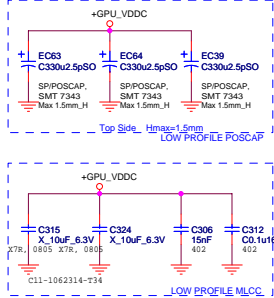 +GPU_VDDC
+ EC63
C330u2.5pSO
+ EC64
C330u2.5pSO
+ EC39
C330u2.5pSO
SP/POSCAP,
SMT 7343
Max 1.5mm_H
SP/POSCAP,
SMT 7343
Max 1.5mm_H
SP/POSCAP,
SMT 7343
Max 1.5mm_H
Top Side Hmax=1.5mm
LOW PROFILE POSCAP
+GPU_VDDC
C315
X_10uF_6.3V
X7R, 0805
C324
X_10uF_6.3V
X7R, 0805
C306
15nF
402
C312
C0.1u16
402
C11-1062314-T34
LOW PROFILE MLCC